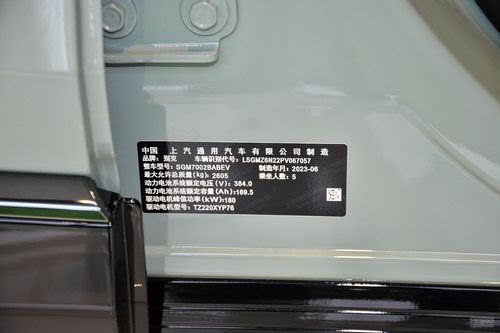 中国 上汽通用汽车有限公司制造
品牌：别克 车辆识别代号：LSGMZ6N22PV067057
整车型号：SGM7002BABEV 制造年月：2023-06
最大允许总质量(kg)：2605 乘坐人数：5
动力电池系统额定电压(V)：384.0
动力电池系统额定容量(Ah)：169.5
驱动电机峰值功率(kW)：180
驱动电机型号：TZ220XYP76